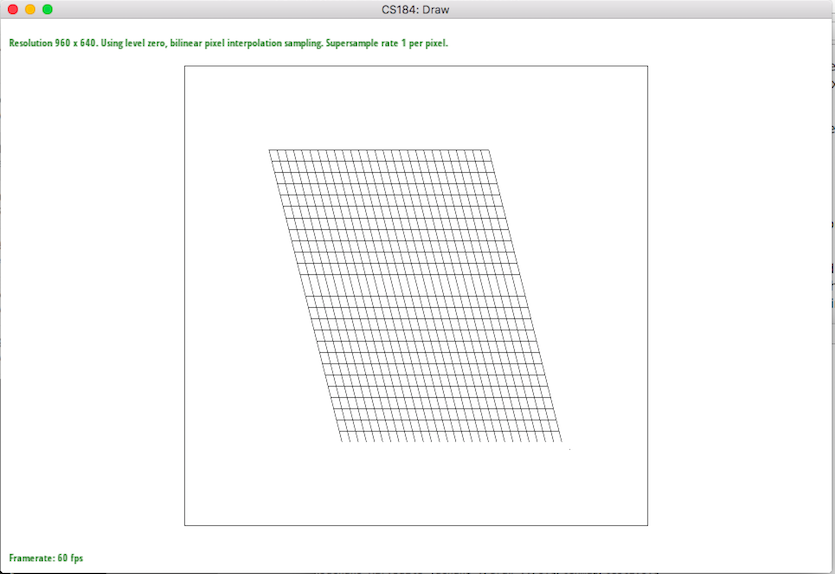 CS184: Draw
Resolution 960 x 640. Using level zero, bilinear pixel interpolation sampling. Supersample rate 1 per pixel.
Framerate: 60 fps